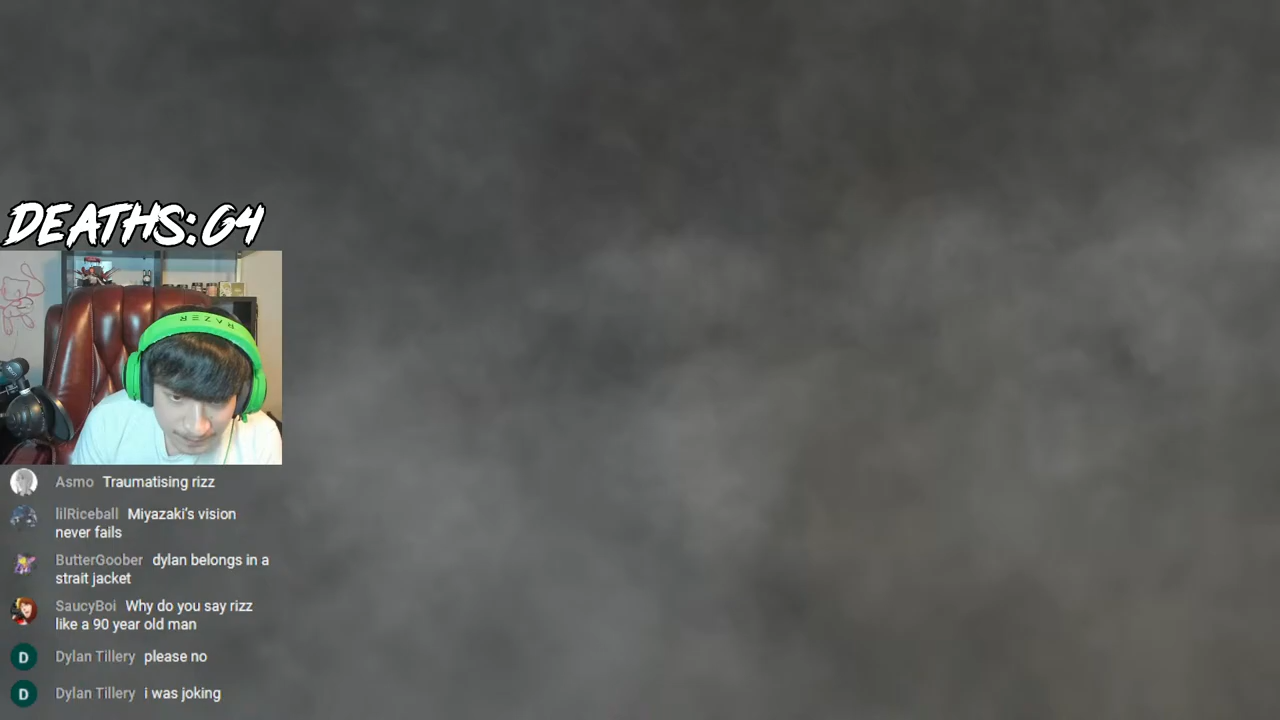 DEATHS:64
RAZER
Asmo Traumatising rizz
lilRiceball Miyazaki's vision
never fails
ButterGoober dylan belongs in a
strait jacket
SaucyBoi Why do you say rizz
like a 90 year old man
D Dylan Tillery please no
D Dylan Tillery i was joking